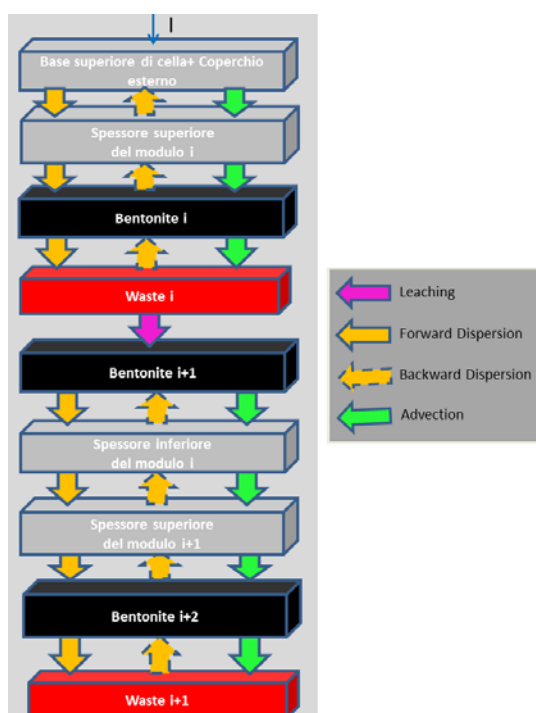 I
Base superiore di cella+ Coperchio
esterno
Spessore superiore
del modulo i
Bentonite i
Waste i
Bentonite i+1
Spessore inferiore
del modulo i
Spessore superiore
del modulo i+1
Bentonite i+2
Waste i+1
Leaching
Forward Dispersion
Backward Dispersion
Advection